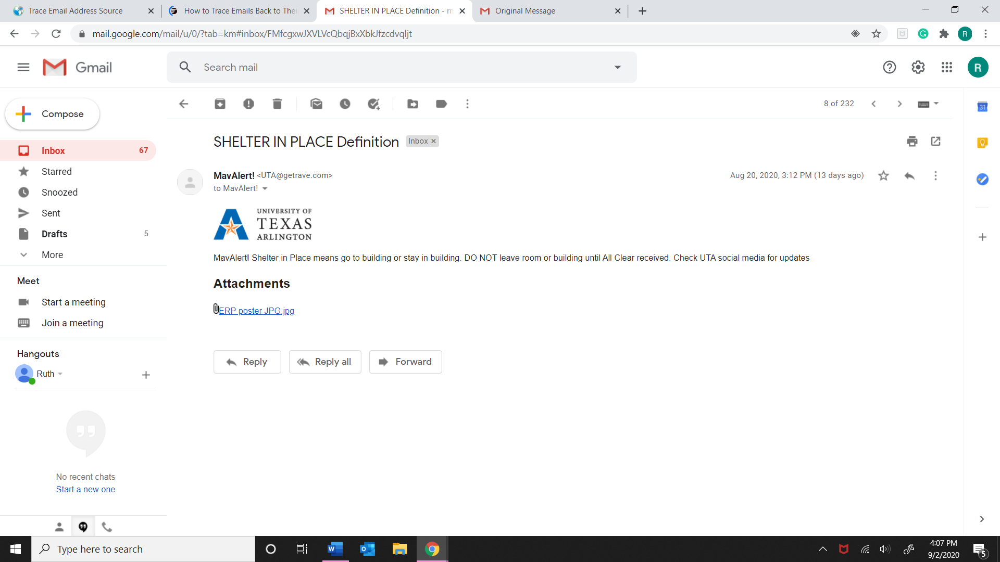 Trace Email Address Source
How to Trace Emails Back to Thei
SHELTER IN PLACE Definition - rn
Original Message
mail.google.com/mail/u/0/?tab=km#inbox/FMfcgxwJXVLVcQbqjBxXbkJfzcdvqljt
R
Gmail
Search mail
R
Compose
8 of 232
31
SHELTER IN PLACE Definition
Inbox ×
Inbox 67
Starred
Snoozed
Sent
Drafts 5
More
MavAlert! <UTA@getrave.com>
Aug 20, 2020, 3:12 PM (13 days ago)
to MavAlert!
UNIVERSITY OF
TEXAS
ARLINGTON
MavAlert! Shelter in Place means go to building or stay in building. DO NOT leave room or building until All Clear received. Check UTA social media for updates
Attachments
ERP poster JPG.jpg
Reply
Reply all
Forward
Meet
Start a meeting
Join a meeting
Hangouts
Ruth
No recent chats
Start a new one
Type here to search
4:07 PM
9/2/2020
5